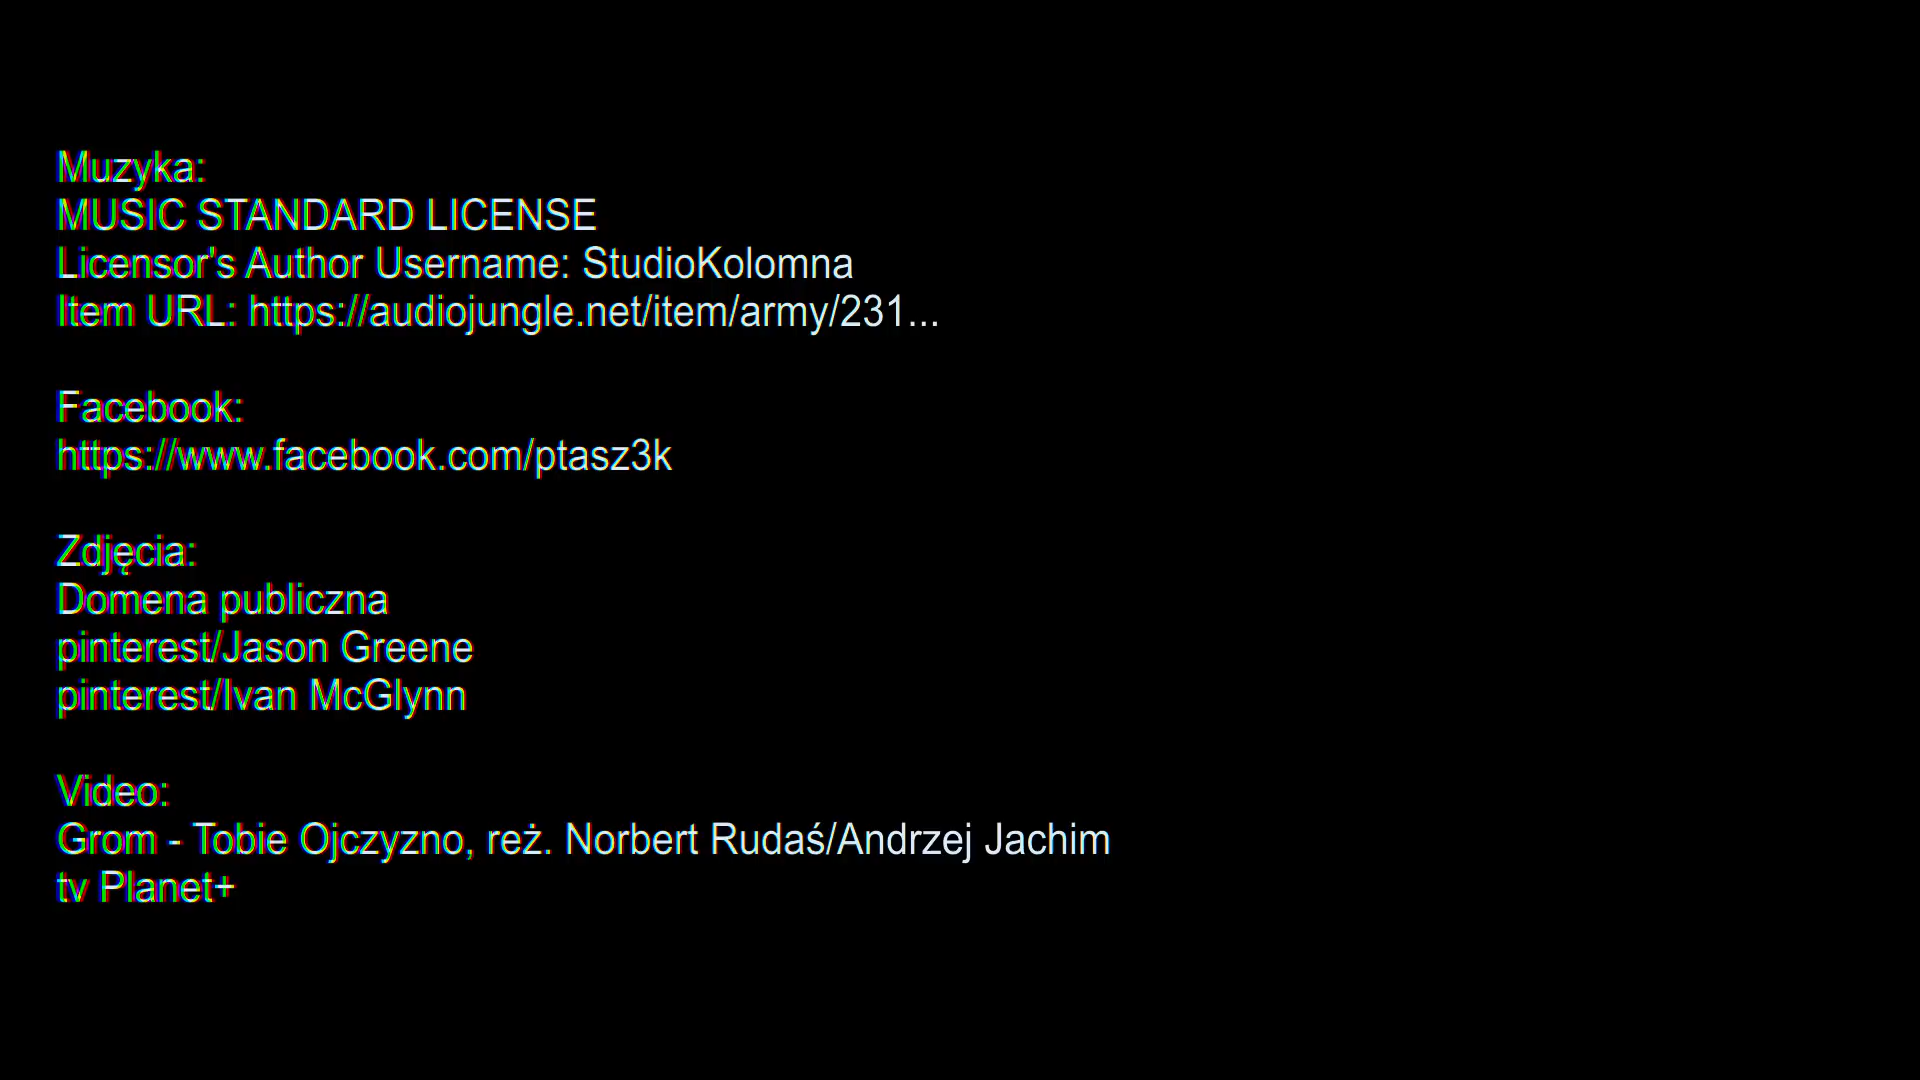 Muzyka:
MUSIC STANDARD LICENSE
Licensor's Author Username: StudioKolomna
Item URL: https://audiojungle.net/item/army/231...
Facebook:
https://www.facebook.com/ptasz3k
Zdjęcia:
Domena publiczna
pinterest/Jason Greene
pinterest/Ivan McGlynn
Video:
Grom - Tobie Ojczyzno, reż. Norbert Rudaś/Andrzej Jachim
tv Planet+